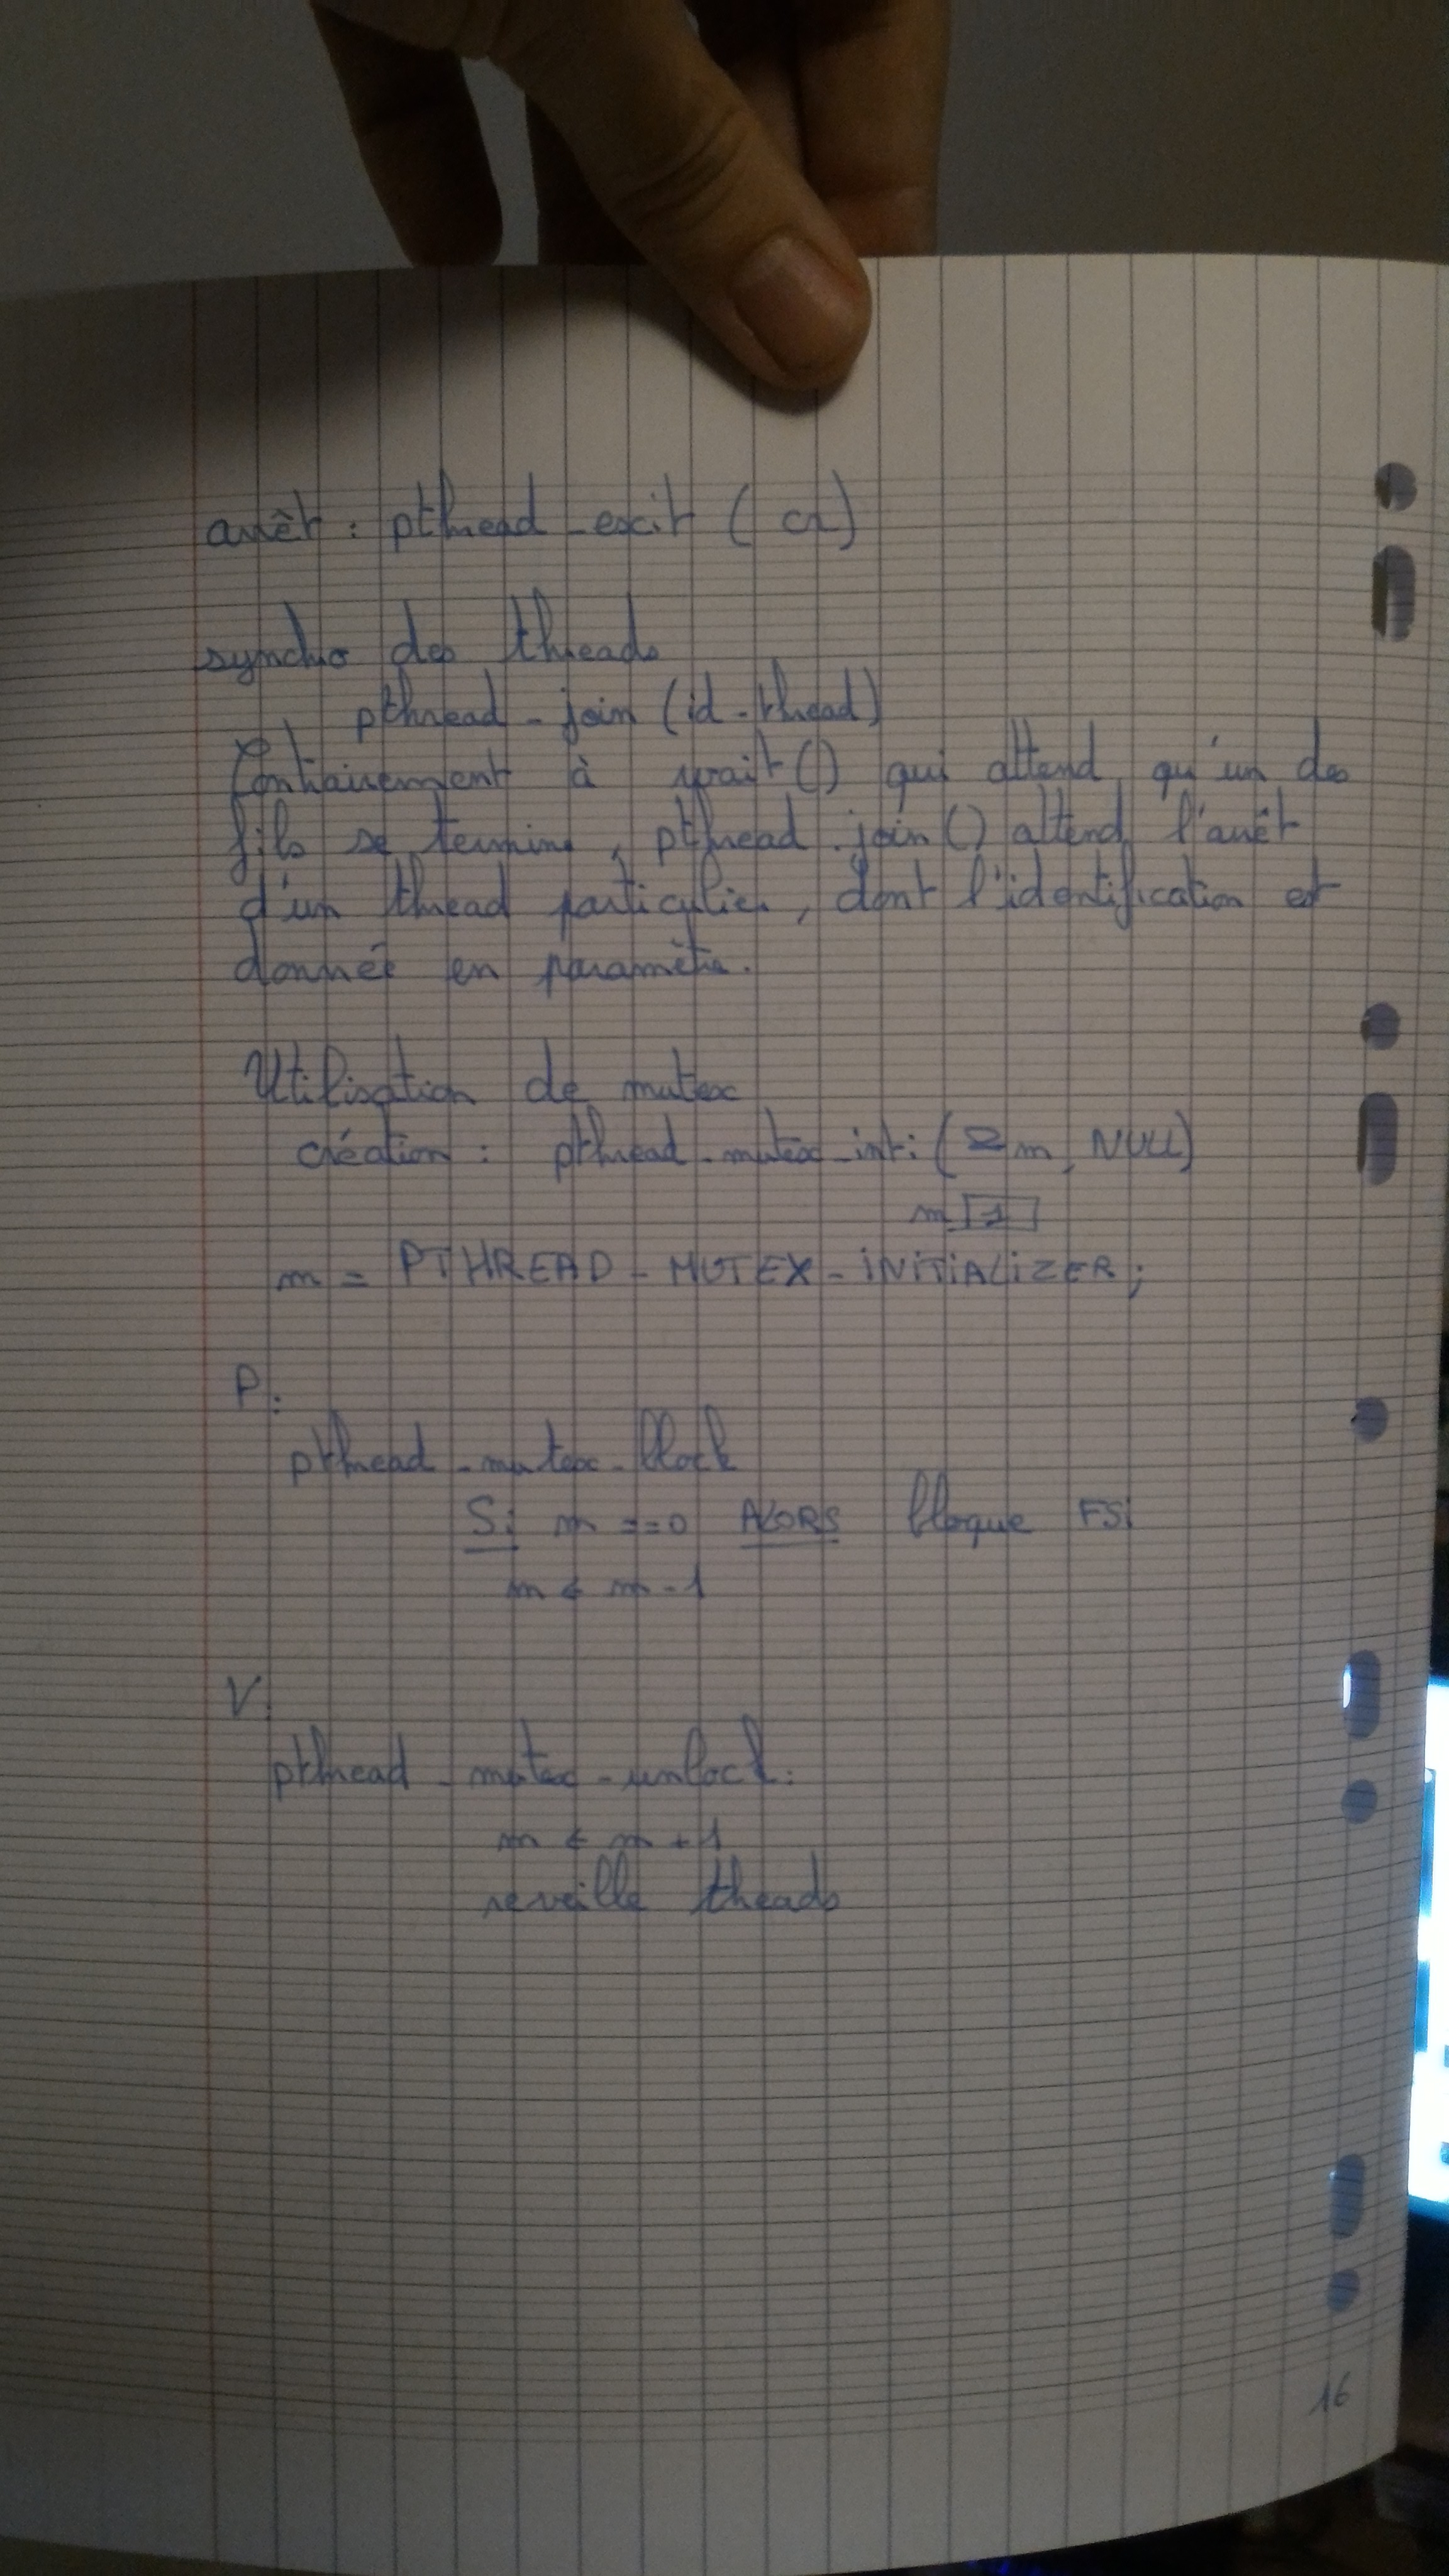 arrêt : pthread_exit ( cr)
synchro des threads
pthread_join (id_thread)
Contrairement à wait() qui attend qu'un des
fils se termine, pthread_join() attend l'arrêt
d'un thread particulier, dont l'identification est
donnée en paramètre.
Utilisation de mutex
création : pthread_mutex_inti (&m, NULL)
m 1
m = PTHREAD_MUTEX_INITIALIZER;
P:
pthread_mutex_block
Si m ==0 ALORS bloque FSi
m ← m - 1
V:
pthread_mutex_unlock:
m ← m + 1
reveille threads
16